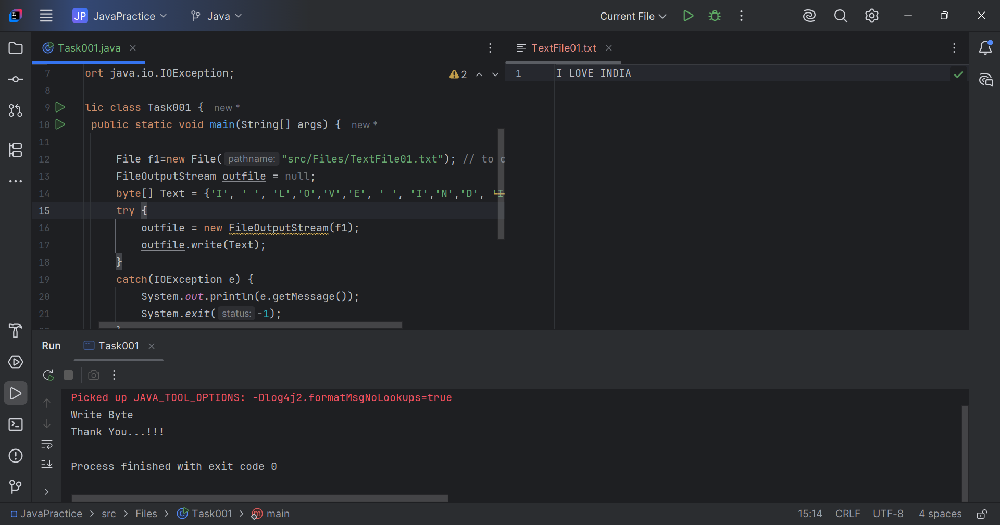 JP JavaPractice Java Current File
Task001.java
TextFile01.txt
7 ort java.io.IOException; 2
8
9 lic class Task001 { new *
10 public static void main(String[] args) { new *
11
12 File f1=new File( pathname: "src/Files/TextFile01.txt"); // to
13 FileOutputStream outfile = null;
14 byte[] Text = {'I', ' ', 'L','O','V','E', ' ', 'I','N','D', 'I
15 try {
16 outfile = new FileOutputStream(f1);
17 outfile.write(Text);
18 }
19 catch(IOException e) {
20 System.out.println(e.getMessage());
21 System.exit( status: -1);
1 I LOVE INDIA
Run Task001
Picked up JAVA_TOOL_OPTIONS: -Dlog4j2.formatMsgNoLookups=true
Write Byte
Thank You...!!!
Process finished with exit code 0
JavaPractice > src > Files > Task001 > main 15:14 CRLF UTF-8 4 spaces